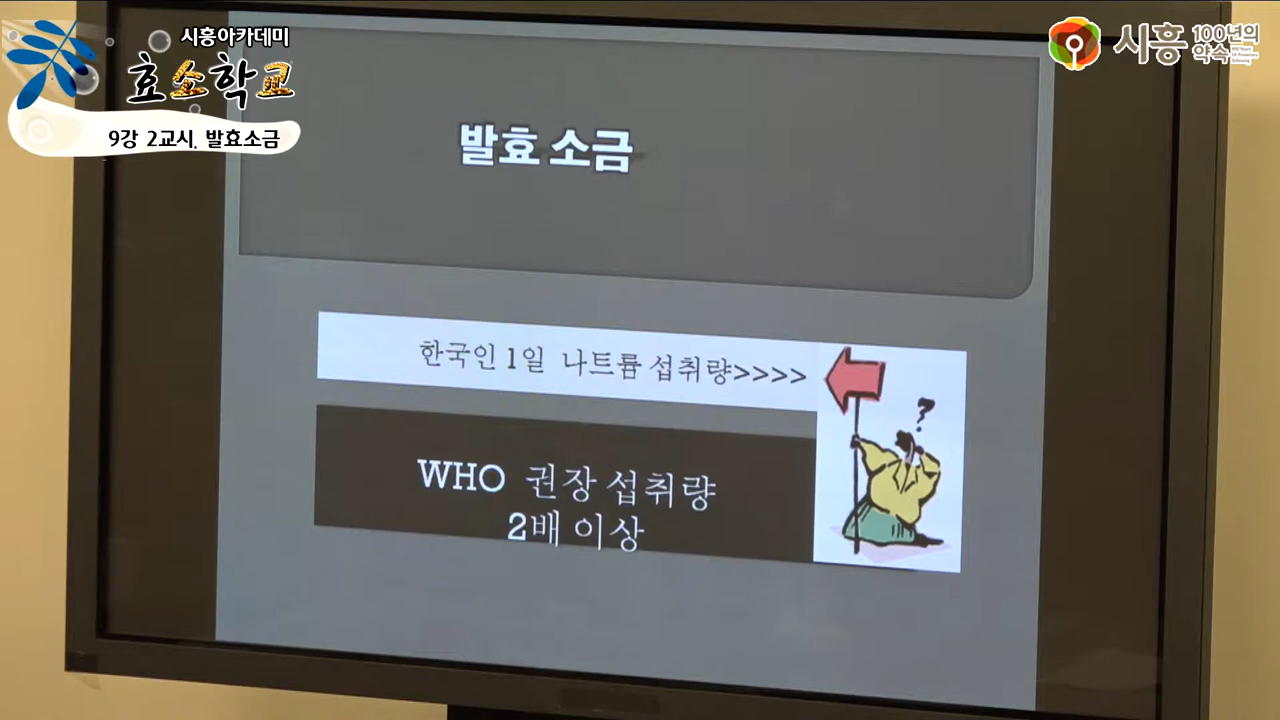 시흥아카데미
효소학교
9강 2교시. 발효소금
시흥 100년의 약속
발효 소금
한국인 1일 나트륨 섭취량>>>>
?
WHO 권장 섭취량
2배 이상